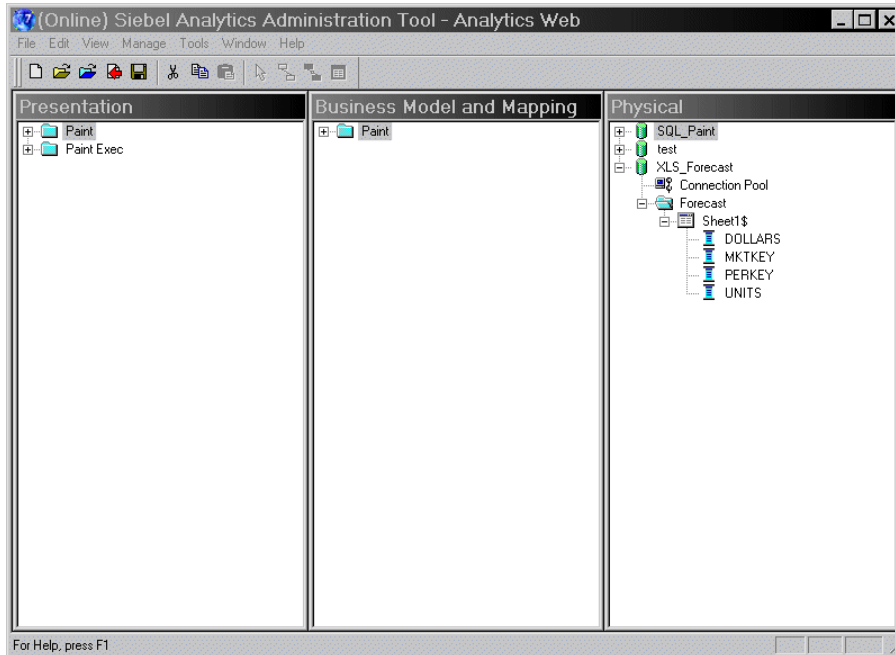 (Online) Siebel Analytics Administration Tool - Analytics Web
File Edit View Manage Tools Window Help
Presentation
Paint
Paint Exec
Business Model and Mapping
Paint
Physical
SQL_Paint
test
XLS_Forecast
Connection Pool
Forecast
Sheet1$
DOLLARS
MKTKEY
PERKEY
UNITS
For Help, press F1